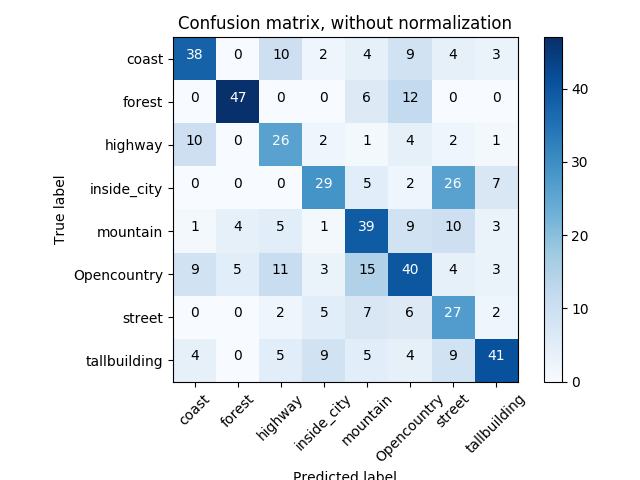 Confusion matrix, without normalization
coast 38 0 10 2 4 9 4 3
forest 0 47 0 0 6 12 0 0
highway 10 0 26 2 1 4 2 1
inside_city 0 0 0 29 5 2 26 7
mountain 1 4 5 1 39 9 10 3
Opencountry 9 5 11 3 15 40 4 3
street 0 0 2 5 7 6 27 2
tallbuilding 4 0 5 9 5 4 9 41
coast forest highway inside_city mountain Opencountry street tallbuilding
True label
Predicted label
40
30
20
10
0